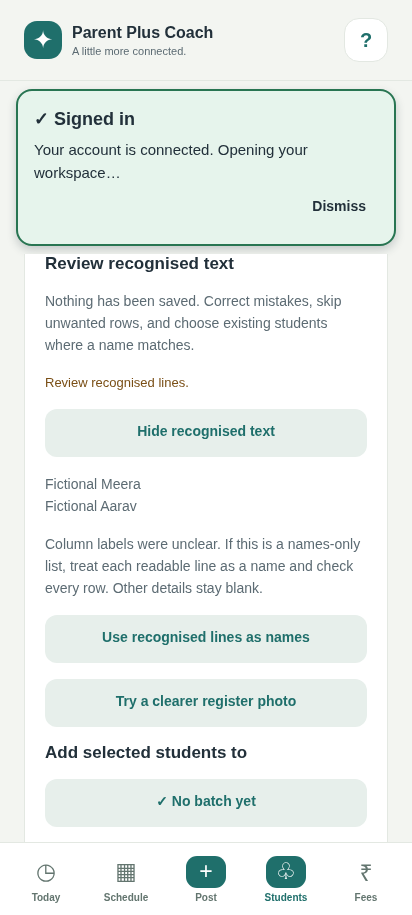 Parent Plus Coach
A little more connected.
?
✓ Signed in
Your account is connected. Opening your
workspace…
Dismiss
Review recognised text
Nothing has been saved. Correct mistakes, skip
unwanted rows, and choose existing students
where a name matches.
Review recognised lines.
Hide recognised text
Fictional Meera
Fictional Aarav
Column labels were unclear. If this is a names-only
list, treat each readable line as a name and check
every row. Other details stay blank.
Use recognised lines as names
Try a clearer register photo
Add selected students to
✓ No batch yet
Today
Schedule
+
Post
Students
₹
Fees